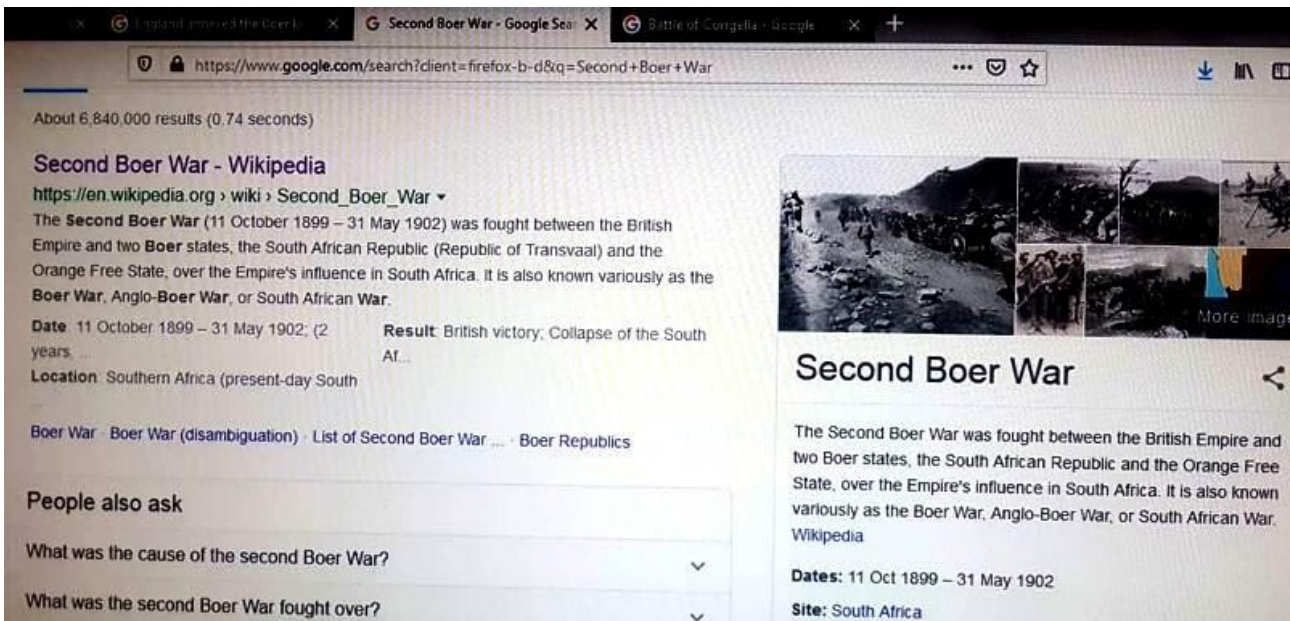 England annexed the Boer
Second Boer War - Google Sea
Battle of Congella - Google
https://www.google.com/search?client=firefox-b-d&q=Second+Boer+War
About 6,840,000 results (0.74 seconds)
Second Boer War - Wikipedia
https://en.wikipedia.org › wiki › Second_Boer_War
The Second Boer War (11 October 1899 – 31 May 1902) was fought between the British
Empire and two Boer states, the South African Republic (Republic of Transvaal) and the
Orange Free State, over the Empire's influence in South Africa. It is also known variously as the
Boer War, Anglo-Boer War, or South African War.
Date: 11 October 1899 – 31 May 1902; (2
years, ...
Result: British victory; Collapse of the South
Af...
Location: Southern Africa (present-day South
...
Boer War · Boer War (disambiguation) · List of Second Boer War ... · Boer Republics
People also ask
What was the cause of the second Boer War?
What was the second Boer War fought over?
More image
Second Boer War
The Second Boer War was fought between the British Empire and
two Boer states, the South African Republic and the Orange Free
State, over the Empire's influence in South Africa. It is also known
variously as the Boer War, Anglo-Boer War, or South African War.
Wikipedia
Dates: 11 Oct 1899 – 31 May 1902
Site: South Africa